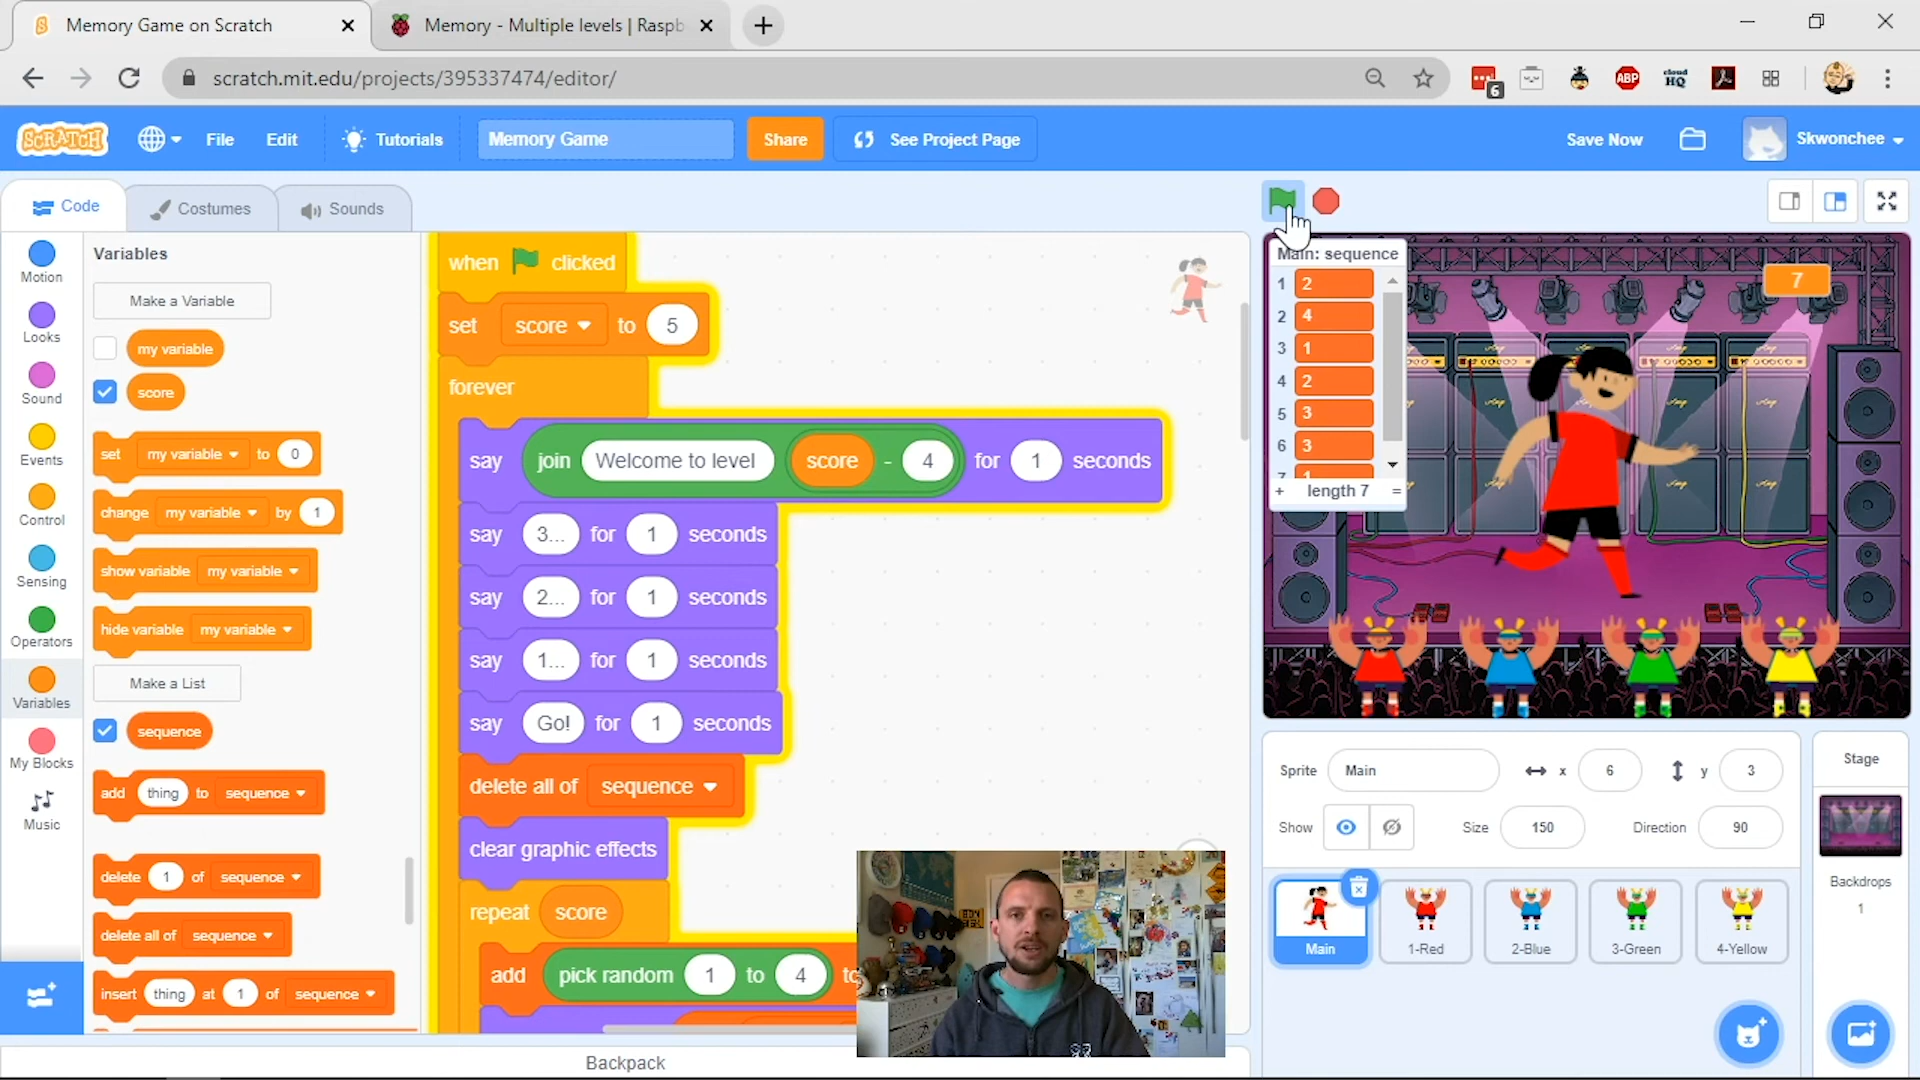 Memory Game on Scratch
Memory - Multiple levels | Raspb
scratch.mit.edu/projects/395337474/editor/
6
ABP
cloud
HQ
SCRATCH
File
Edit
Tutorials
Memory Game
Share
See Project Page
Save Now
Skwonchee
Code
Costumes
Sounds
Motion
Looks
Sound
Events
Control
Sensing
Operators
Variables
My Blocks
Music
Variables
Make a Variable
my variable
score
set my variable to 0
change my variable by 1
show variable my variable
hide variable my variable
Make a List
sequence
add thing to sequence
delete 1 of sequence
delete all of sequence
insert thing at 1 of sequence
when clicked
set score to 5
forever
say join Welcome to level score - 4 for 1 seconds
say 3... for 1 seconds
say 2... for 1 seconds
say 1... for 1 seconds
say Go! for 1 seconds
delete all of sequence
clear graphic effects
repeat score
add pick random 1 to 4 to
Backpack
Main: sequence
1 2
2 4
3 1
4 2
5 3
6 3
7 1
+ length 7 =
7
Sprite Main x 6 y 3
Show Size 150 Direction 90
Main
1-Red
2-Blue
3-Green
4-Yellow
Stage
Backdrops
1